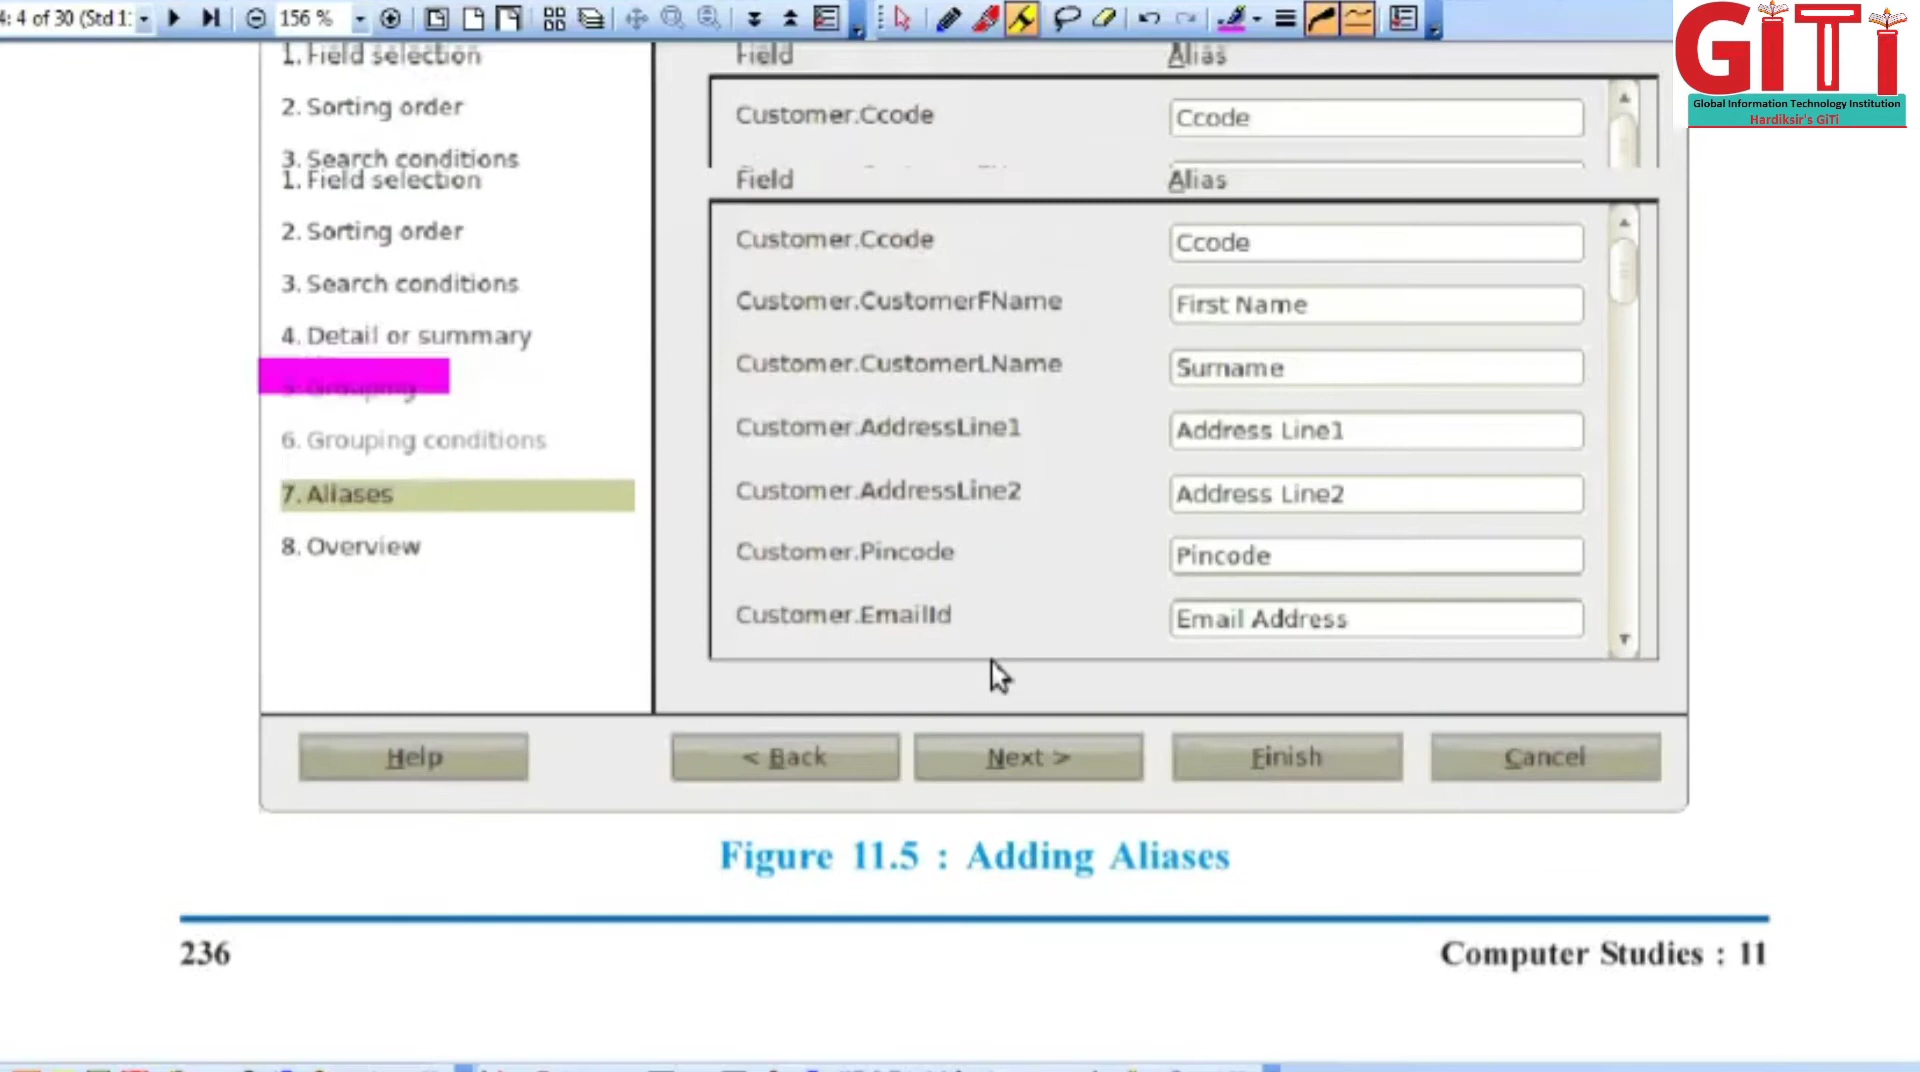 4: 4 of 30 (Std 1:
156 %
GiTi
Global Information Technology Institution
Hardiksir's GiTi
1. Field selection
2. Sorting order
3. Search conditions
Field Alias
Customer.Ccode Ccode
1. Field selection
2. Sorting order
3. Search conditions
4. Detail or summary
5. Grouping
6. Grouping conditions
7. Aliases
8. Overview
Field Alias
Customer.Ccode Ccode
Customer.CustomerFName First Name
Customer.CustomerLName Surname
Customer.AddressLine1 Address Line1
Customer.AddressLine2 Address Line2
Customer.Pincode Pincode
Customer.EmailId Email Address
Help < Back Next > Finish Cancel
Figure 11.5 : Adding Aliases
236 Computer Studies : 11